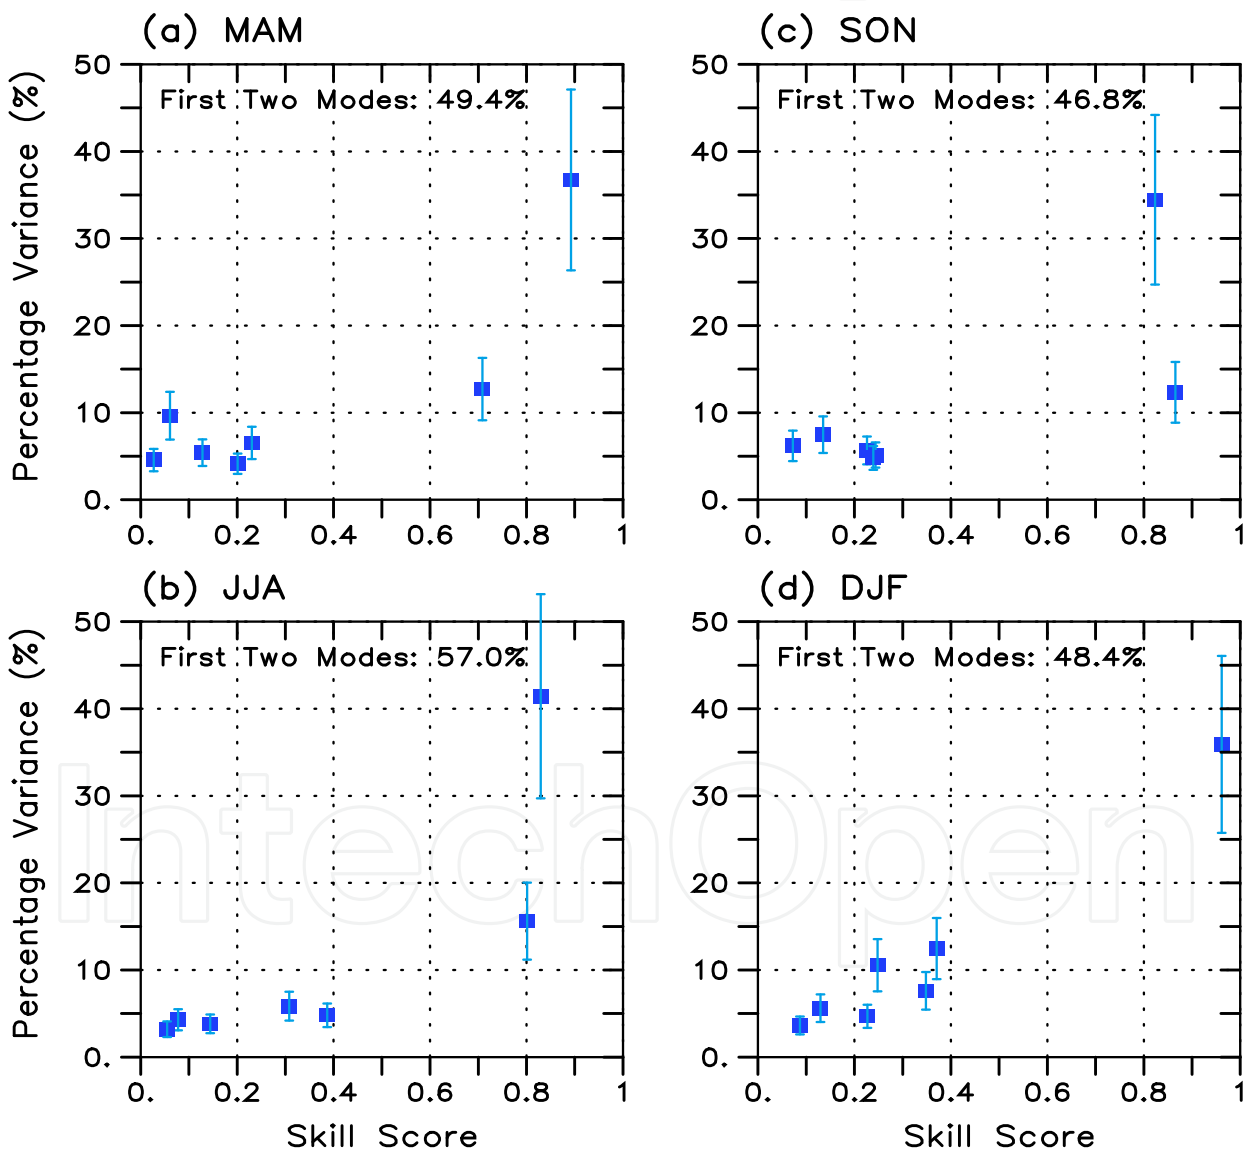 (a) MAM
First Two Modes: 49.4%
Percentage Variance (%)
50
40
30
20
10
0.
0. 0.2 0.4 0.6 0.8 1
(c) SON
First Two Modes: 46.8%
50
40
30
20
10
0.
0. 0.2 0.4 0.6 0.8 1
(b) JJA
First Two Modes: 57.0%
Percentage Variance (%)
50
40
30
20
10
0.
0. 0.2 0.4 0.6 0.8 1
Skill Score
(d) DJF
First Two Modes: 48.4%
50
40
30
20
10
0.
0. 0.2 0.4 0.6 0.8 1
Skill Score
IntechOpen